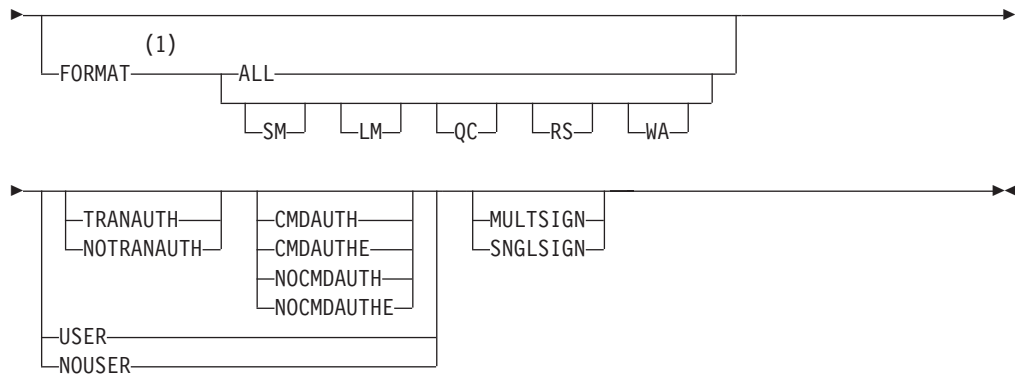 (1)
FORMAT ALL
SM LM QC RS WA
TRANAUTH CMDAUTH MULTSIGN
NOTRANAUTH CMDAUTHE SNGLSIGN
NOCMDAUTH
NOCMDAUTHE
USER
NOUSER